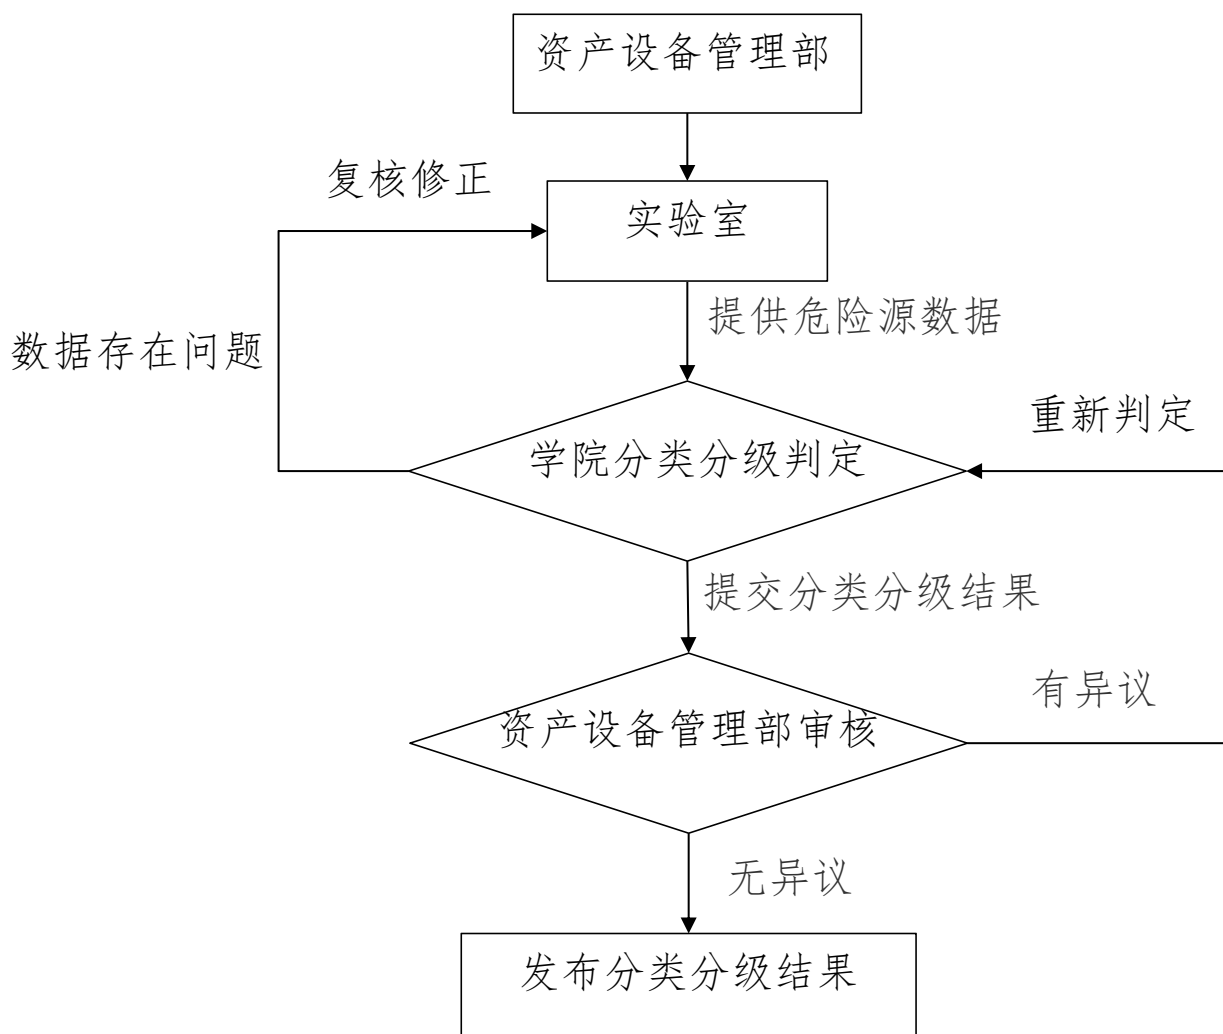 资产设备管理部
复核修正
实验室
提供危险源数据
数据存在问题
重新判定
学院分类分级判定
提交分类分级结果
有异议
资产设备管理部审核
无异议
发布分类分级结果